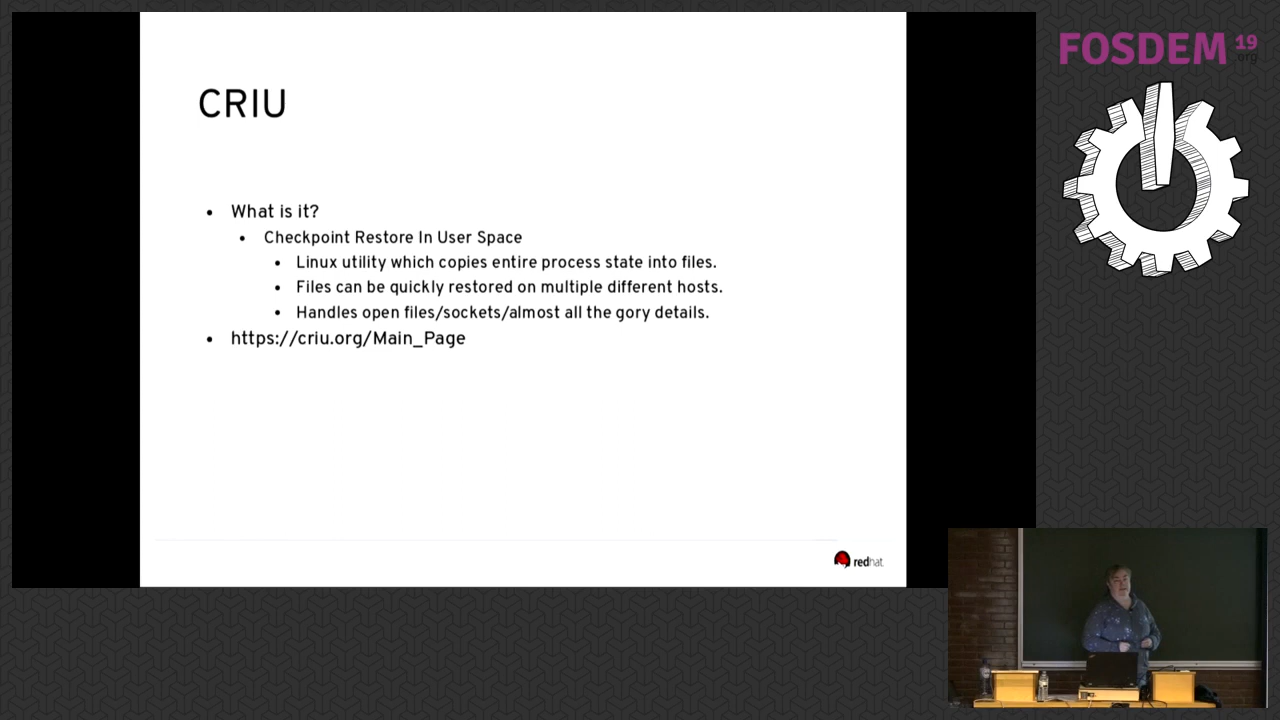 CRIU
• What is it?
• Checkpoint Restore In User Space
• Linux utility which copies entire process state into files.
• Files can be quickly restored on multiple different hosts.
• Handles open files/sockets/almost all the gory details.
• https://criu.org/Main_Page
redhat
FOSDEM 19
.org